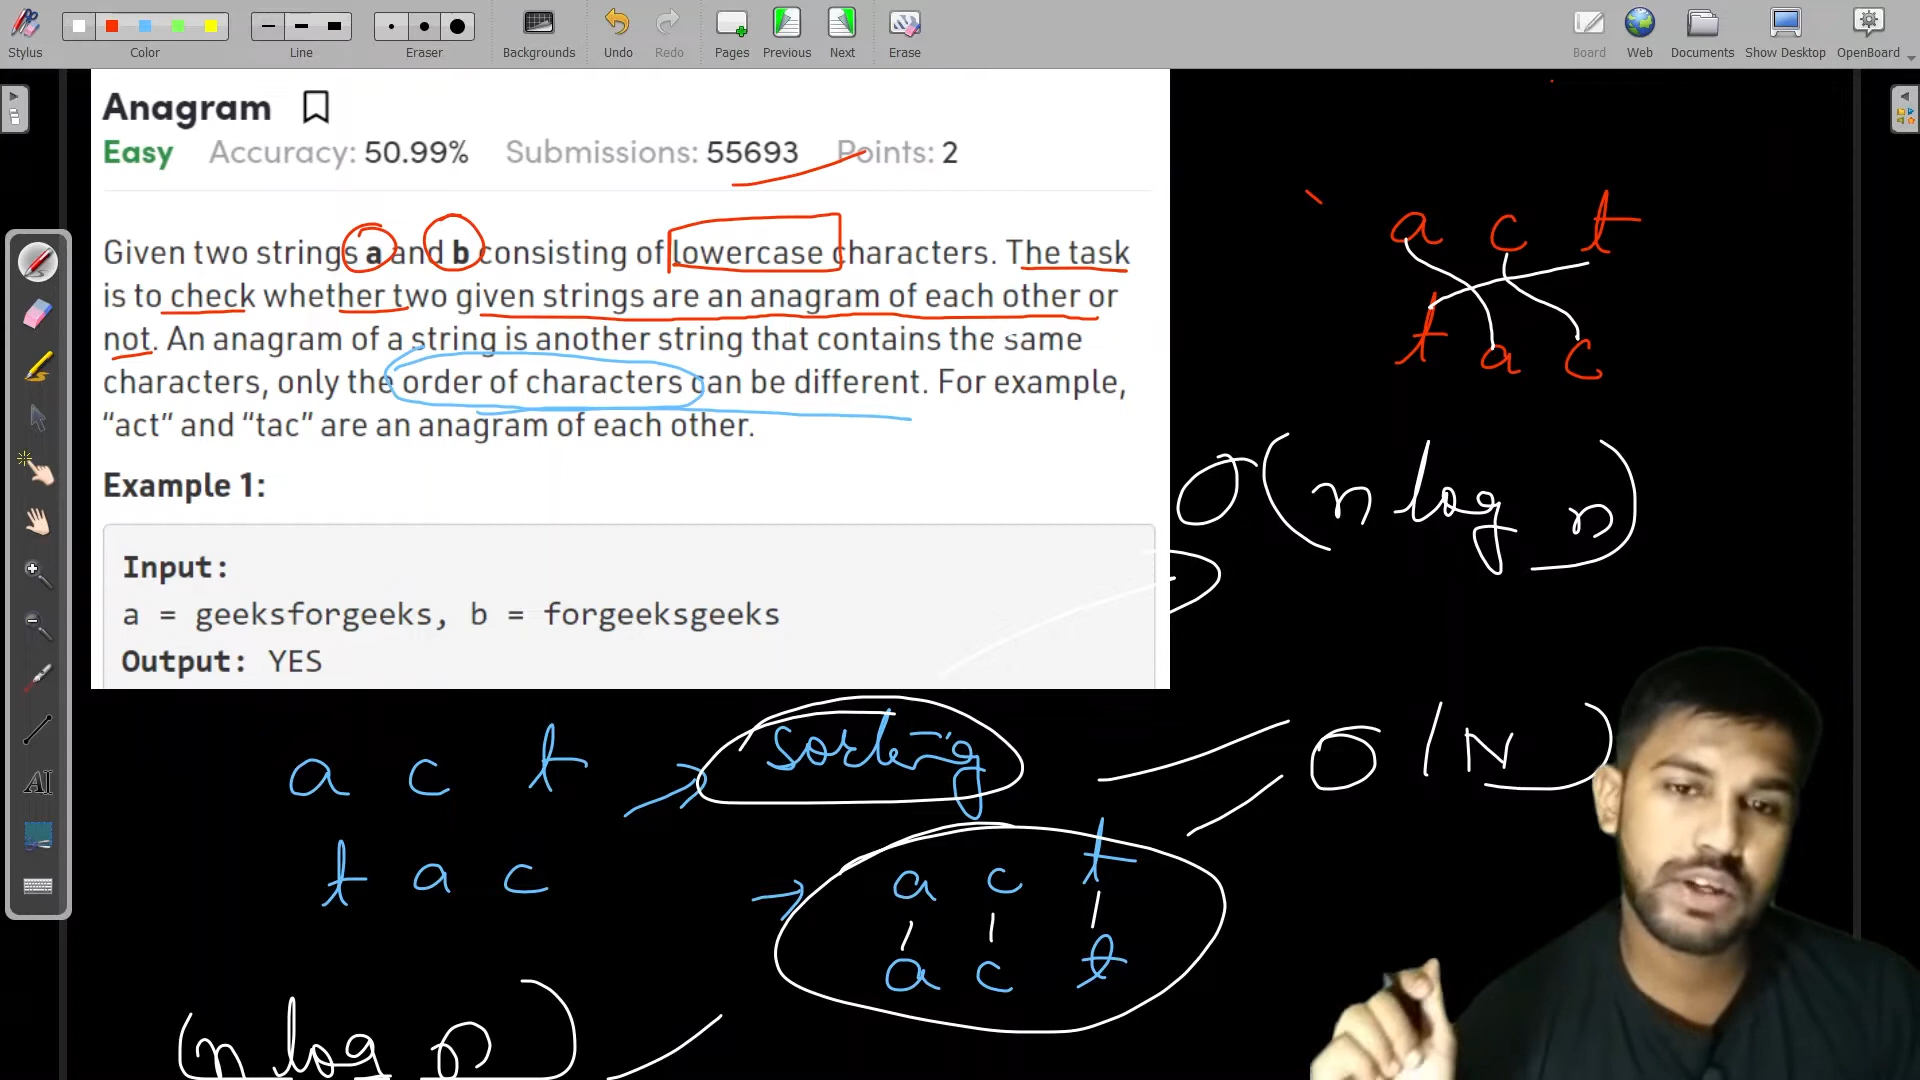 Stylus Color Line Eraser Backgrounds Undo Redo Pages Previous Next Erase Board Web Documents Show Desktop OpenBoard
Anagram
Easy Accuracy: 50.99% Submissions: 55693 Points: 2
Given two strings a and b consisting of lowercase characters. The task
is to check whether two given strings are an anagram of each other or
not. An anagram of a string is another string that contains the same
characters, only the order of characters can be different. For example,
“act” and “tac” are an anagram of each other.
Example 1:
Input:
a = geeksforgeeks, b = forgeeksgeeks
Output: YES
a c t
t a c
O(n log n)
a c t
sorting
O(N)
t a c
a c t
a c t
(n log n)
AI